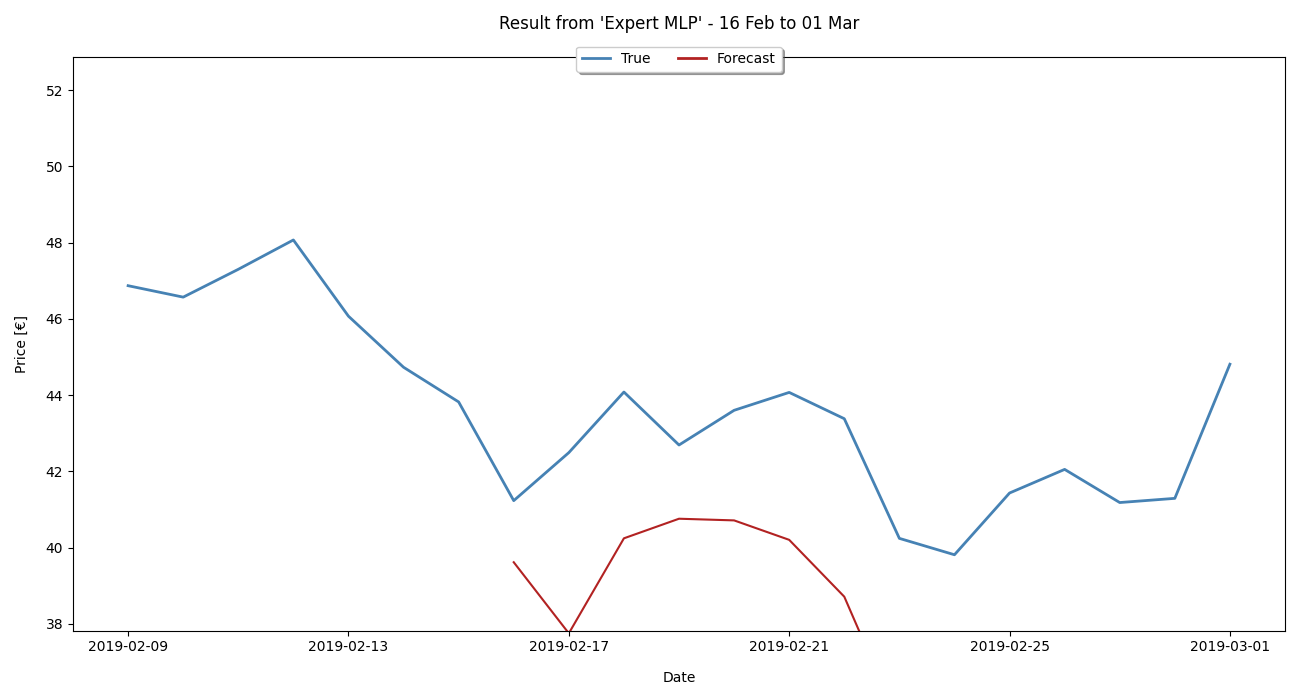 Result from 'Expert MLP' - 16 Feb to 01 Mar
True Forecast
52
50
48
46
44
42
40
38
Price [€]
2019-02-09 2019-02-13 2019-02-17 2019-02-21 2019-02-25 2019-03-01
Date